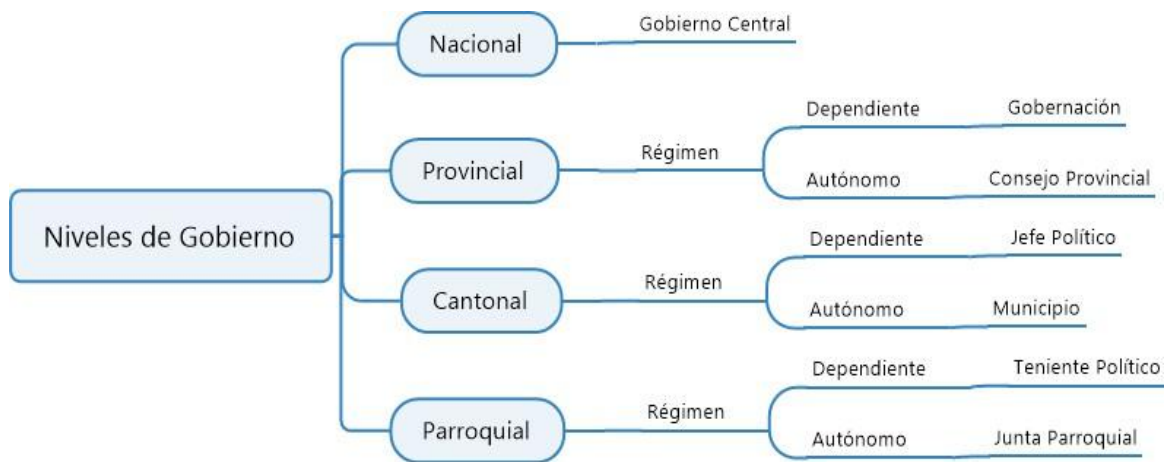 Niveles de Gobierno
Nacional
Gobierno Central
Provincial
Régimen
Dependiente
Gobernación
Autónomo
Consejo Provincial
Cantonal
Régimen
Dependiente
Jefe Político
Autónomo
Municipio
Parroquial
Régimen
Dependiente
Teniente Político
Autónomo
Junta Parroquial